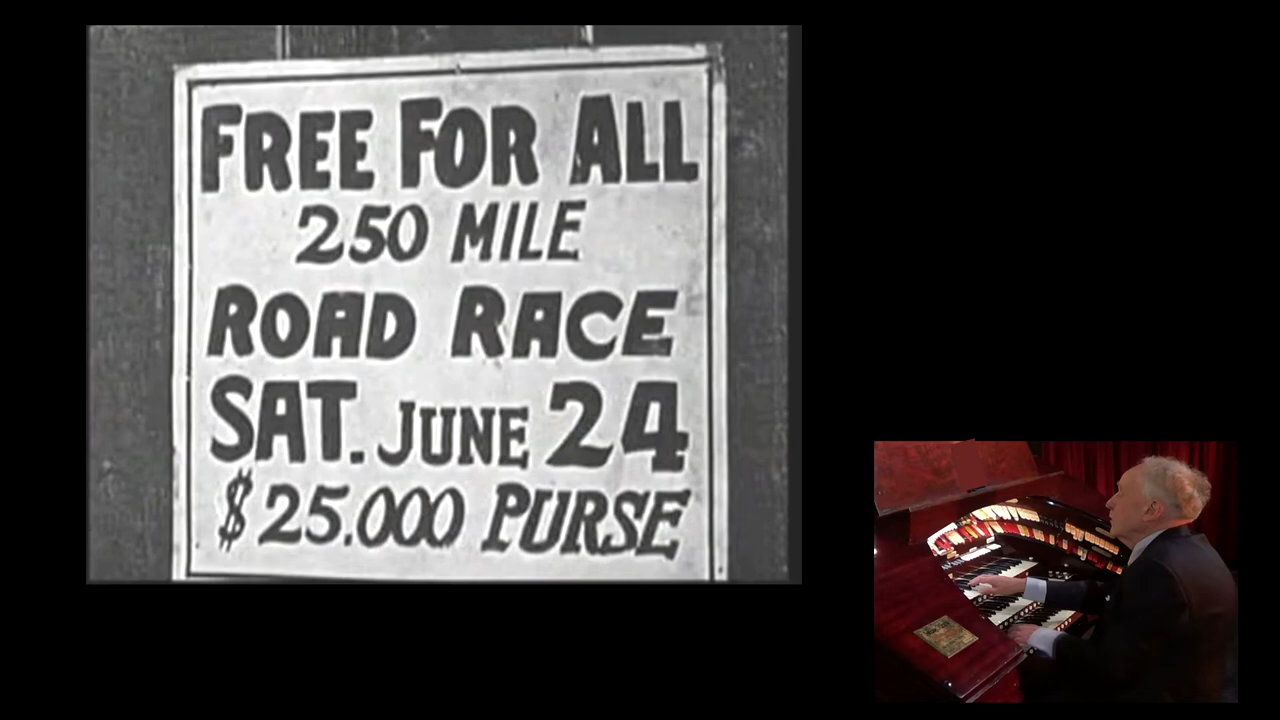 FREE FOR ALL
250 MILE
ROAD RACE
SAT. JUNE 24
$25.000 PURSE